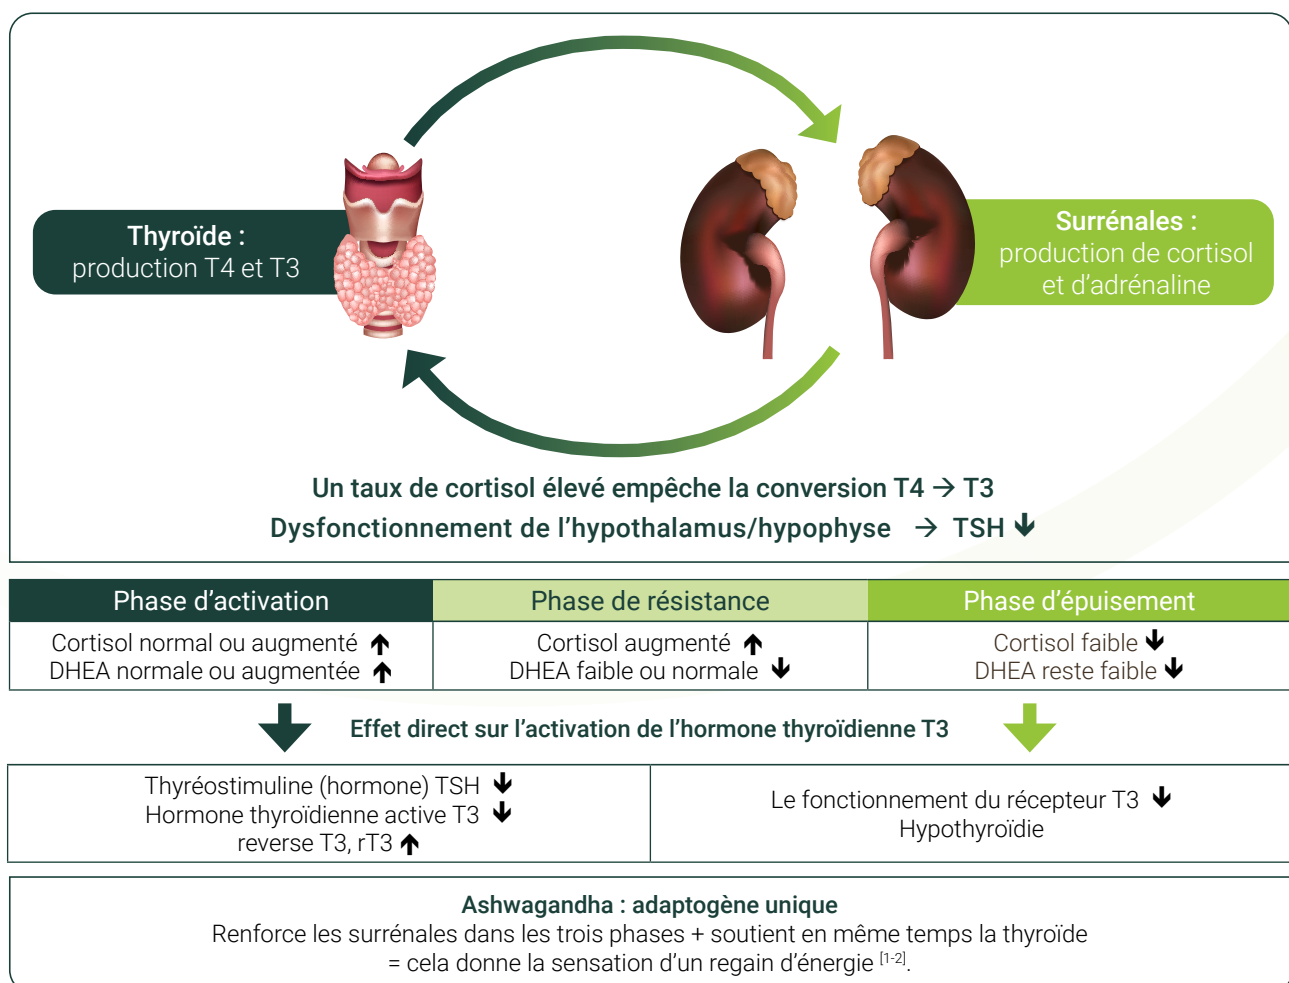 Thyroïde :
production T4 et T3
Surrénales :
production de cortisol
et d’adrénaline
Un taux de cortisol élevé empêche la conversion T4 → T3
Dysfonctionnement de l’hypothalamus/hypophyse → TSH ↓
Phase d’activation
Cortisol normal ou augmenté ↑
DHEA normale ou augmentée ↑
Phase de résistance
Cortisol augmenté ↑
DHEA faible ou normale ↓
Phase d’épuisement
Cortisol faible ↓
DHEA reste faible ↓
Effet direct sur l’activation de l’hormone thyroïdienne T3
Thyréostimuline (hormone) TSH ↓
Hormone thyroïdienne active T3 ↓
reverse T3, rT3 ↑
Le fonctionnement du récepteur T3 ↓
Hypothyroïdie
Ashwagandha : adaptogène unique
Renforce les surrénales dans les trois phases + soutient en même temps la thyroïde
= cela donne la sensation d’un regain d’énergie [1-2].